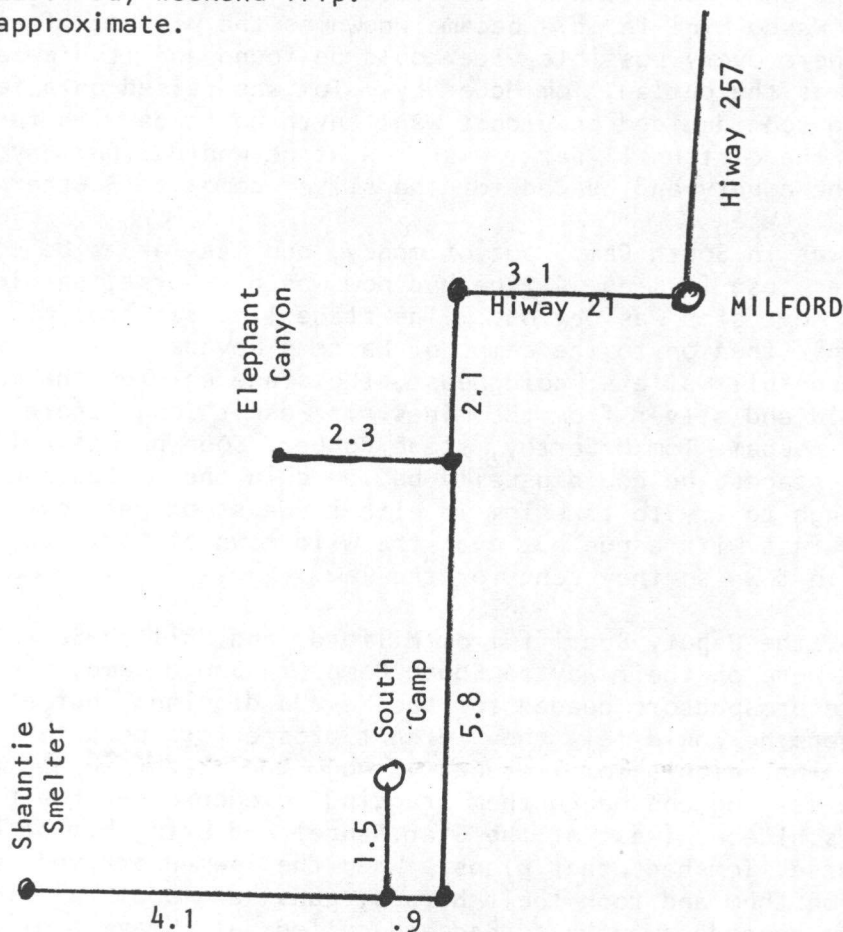 approximate.
Hiway 257
3.1
Hiway 21
MILFORD
Elephant
Canyon
2.3
2.1
5.8
Shauntie
Smelter
South
Camp
1.5
4.1
.9